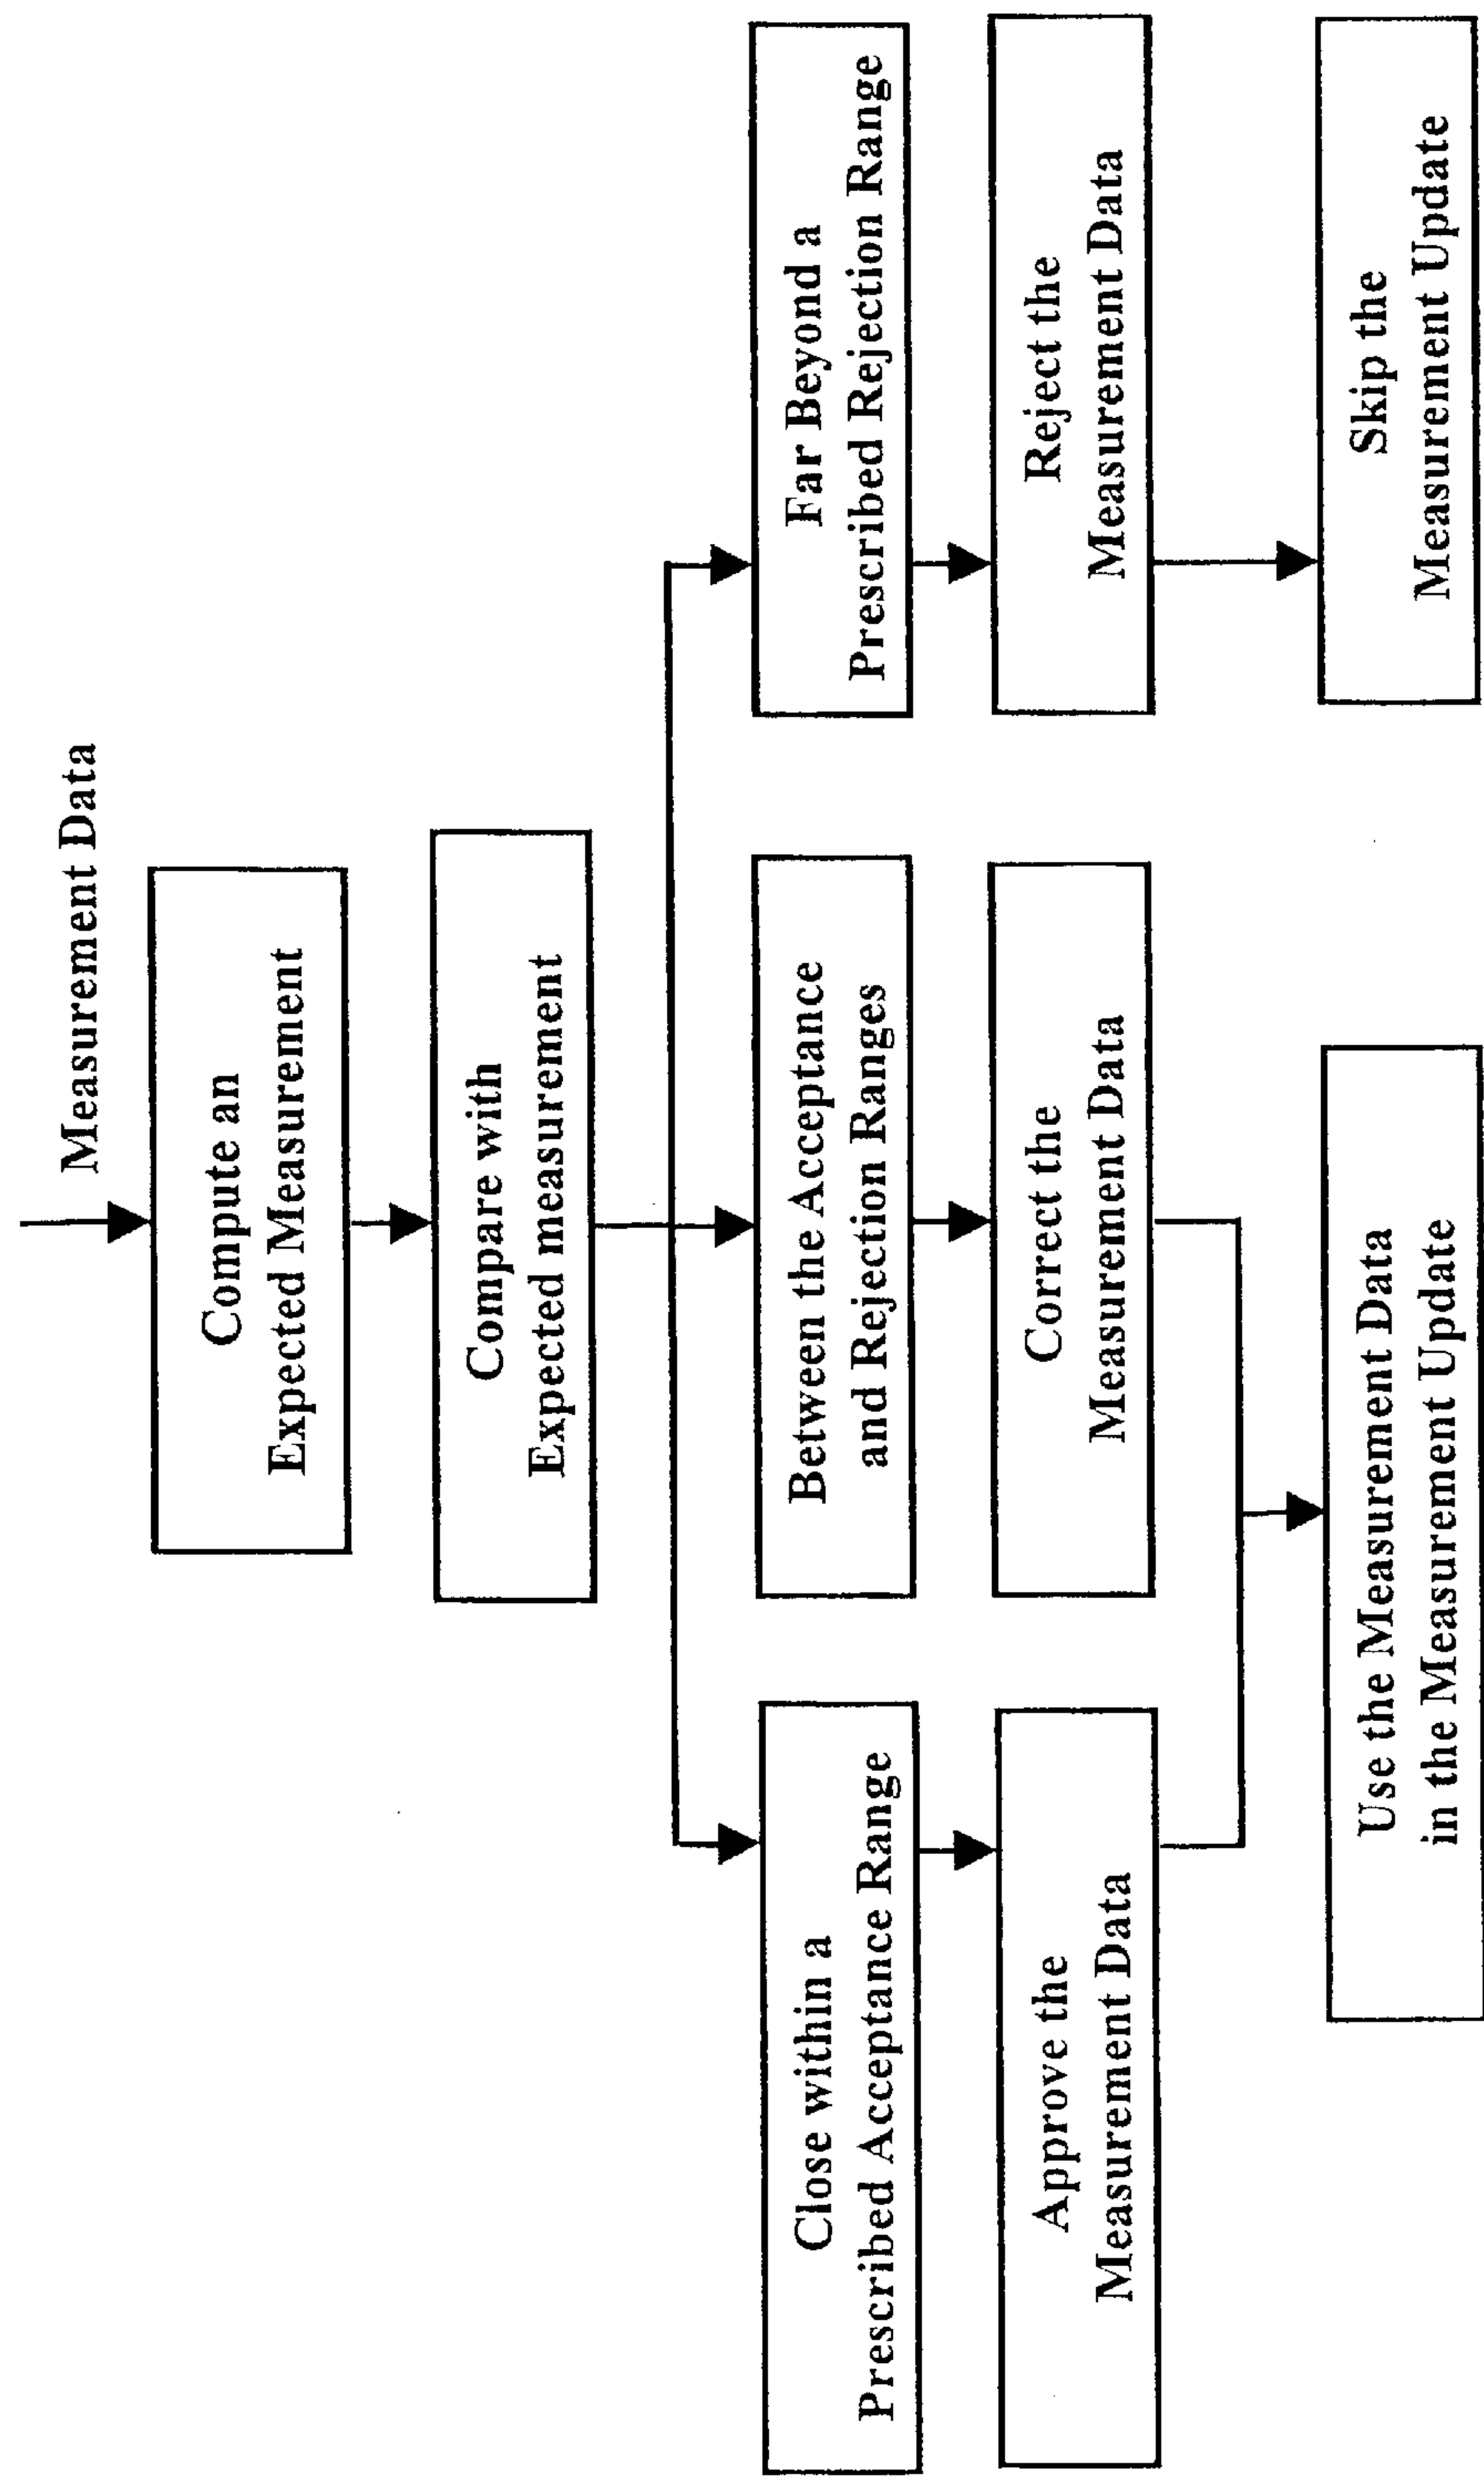 Measurement Data
Compute an
Expected Measurement
Compare with
Expected measurement
Close within a
Prescribed Acceptance Range
Between the Acceptance
and Rejection Ranges
Far Beyond a
Prescribed Rejection Range
Approve the
Measurement Data
Correct the
Measurement Data
Reject the
Measurement Data
Use the Measurement Data
in the Measurement Update
Skip the
Measurement Update